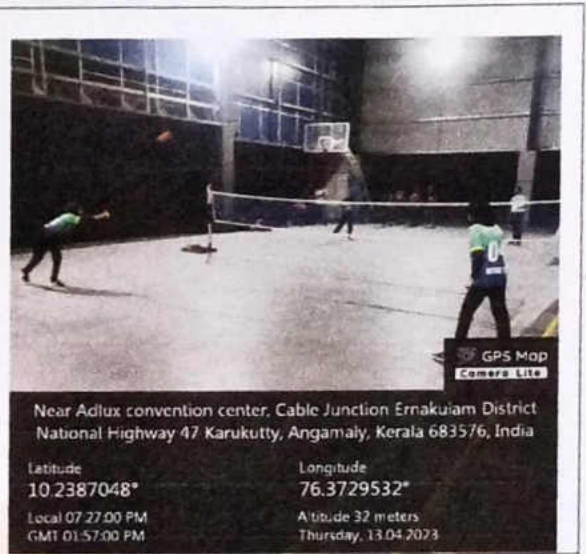 0
GPS Map
Camera Lite
Near Adlux convention center, Cable Junction Ernakulam District
National Highway 47 Karukutty, Angamaly, Kerala 683576, India
Latitude
10.2387048°
Longitude
76.3729532°
Local 07:27:00 PM
GMT 01:57:00 PM
Altitude 32 meters
Thursday, 13.04.2023